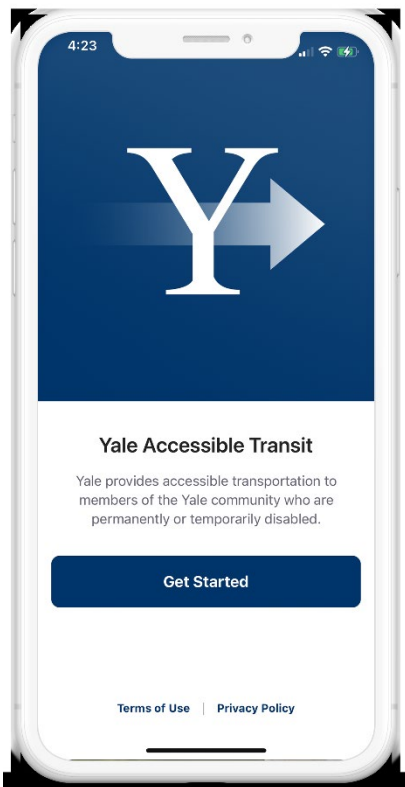 4:23
Y
Yale Accessible Transit
Yale provides accessible transportation to
members of the Yale community who are
permanently or temporarily disabled.
Get Started
Terms of Use | Privacy Policy